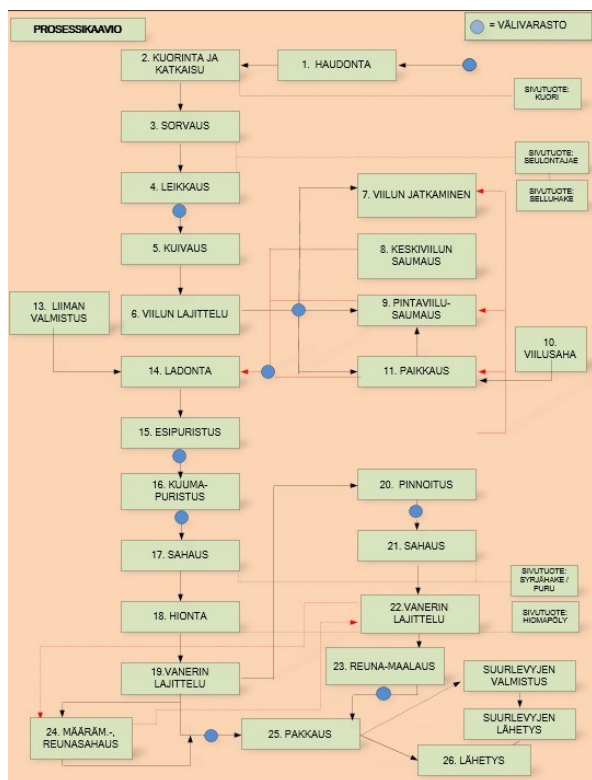 PROSESSIKAAVIO
= VÄLIVARASTO
2. KUORINTA JA
KATKAISU
1. HAUDONTA
SIVUTUOTE:
KUORI
3. SORVAUS
SIVUTUOTE:
SEULONTAJAE
4. LEIKKAUS
7. VIILUN JATKAMINEN
SIVUTUOTE:
SELLUHAKE
5. KUIVAUS
8. KESKIVIILUN
SAUMAUS
13. LIIMAN
VALMISTUS
6. VIILUN LAJITTELU
9. PINTAVIILU-
SAUMAUS
10.
VIILUSAHA
14. LADONTA
11. PAIKKAUS
15. ESIPURISTUS
16. KUUMA-
PURISTUS
20. PINNOITUS
17. SAHAUS
21. SAHAUS
SIVUTUOTE:
SYRJÄHAKE /
PURU
18. HIONTA
22.VANERIN
LAJITTELU
SIVUTUOTE:
HIOMAPÖLY
19.VANERIN
LAJITTELU
23. REUNA-MAALAUS
SUURLEVYJEN
VALMISTUS
24. MÄÄRÄM.-,
REUNASAHAUS
25. PAKKAUS
SUURLEVYJEN
LÄHETYS
26. LÄHETYS